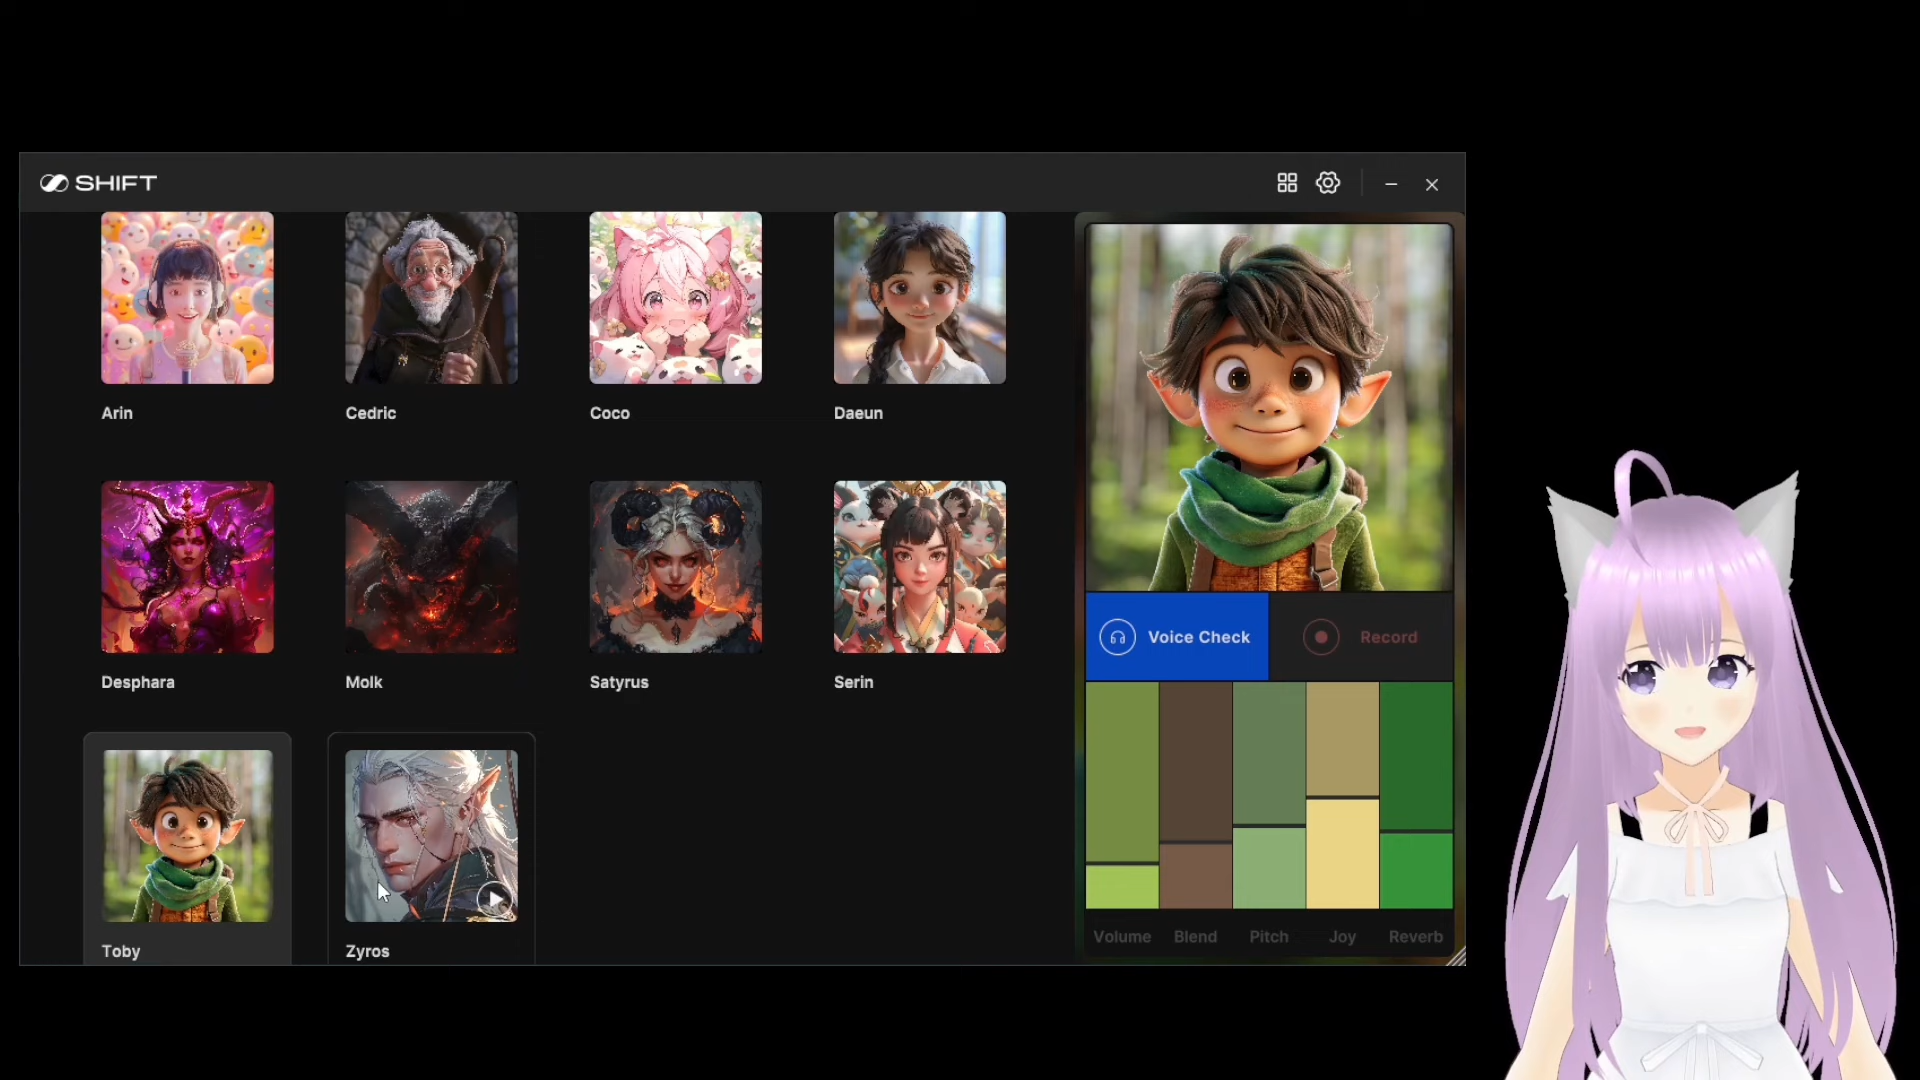 SHIFT
Arin
Cedric
Coco
Daeun
Desphara
Molk
Satyrus
Serin
Toby
Zyros
Voice Check
Record
Volume
Blend
Pitch
Joy
Reverb